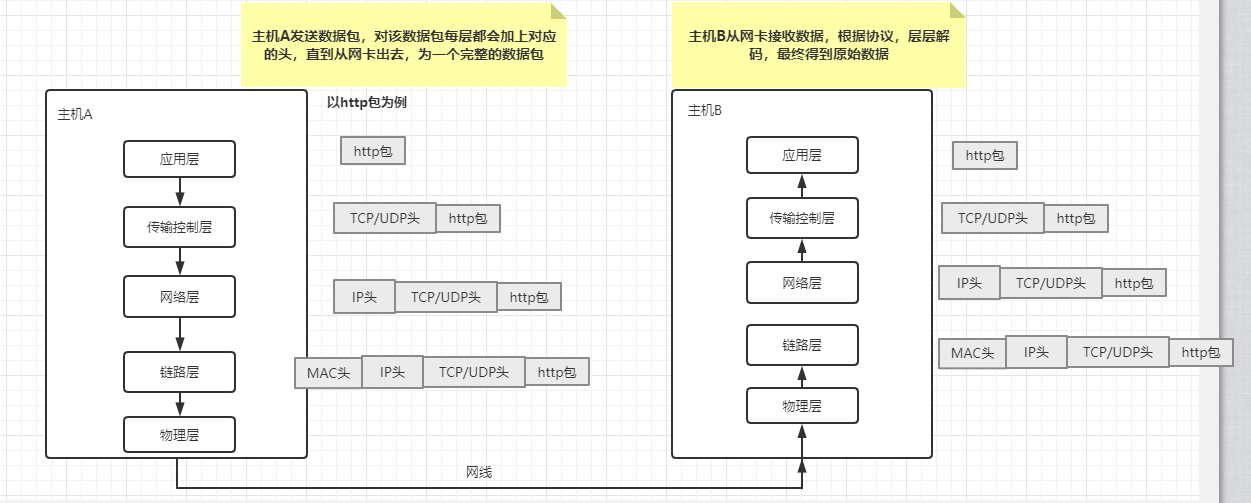 主机A发送数据包，对该数据包每层都会加上对应
的头，直到从网卡出去，为一个完整的数据包
主机B从网卡接收数据，根据协议，层层解
码，最终得到原始数据
以http包为例
主机A
应用层
传输控制层
网络层
链路层
物理层
http包
TCP/UDP头 http包
IP头 TCP/UDP头 http包
MAC头 IP头 TCP/UDP头 http包
网线
主机B
应用层
传输控制层
网络层
链路层
物理层
http包
TCP/UDP头 http包
IP头 TCP/UDP头 http包
MAC头 IP头 TCP/UDP头 http包